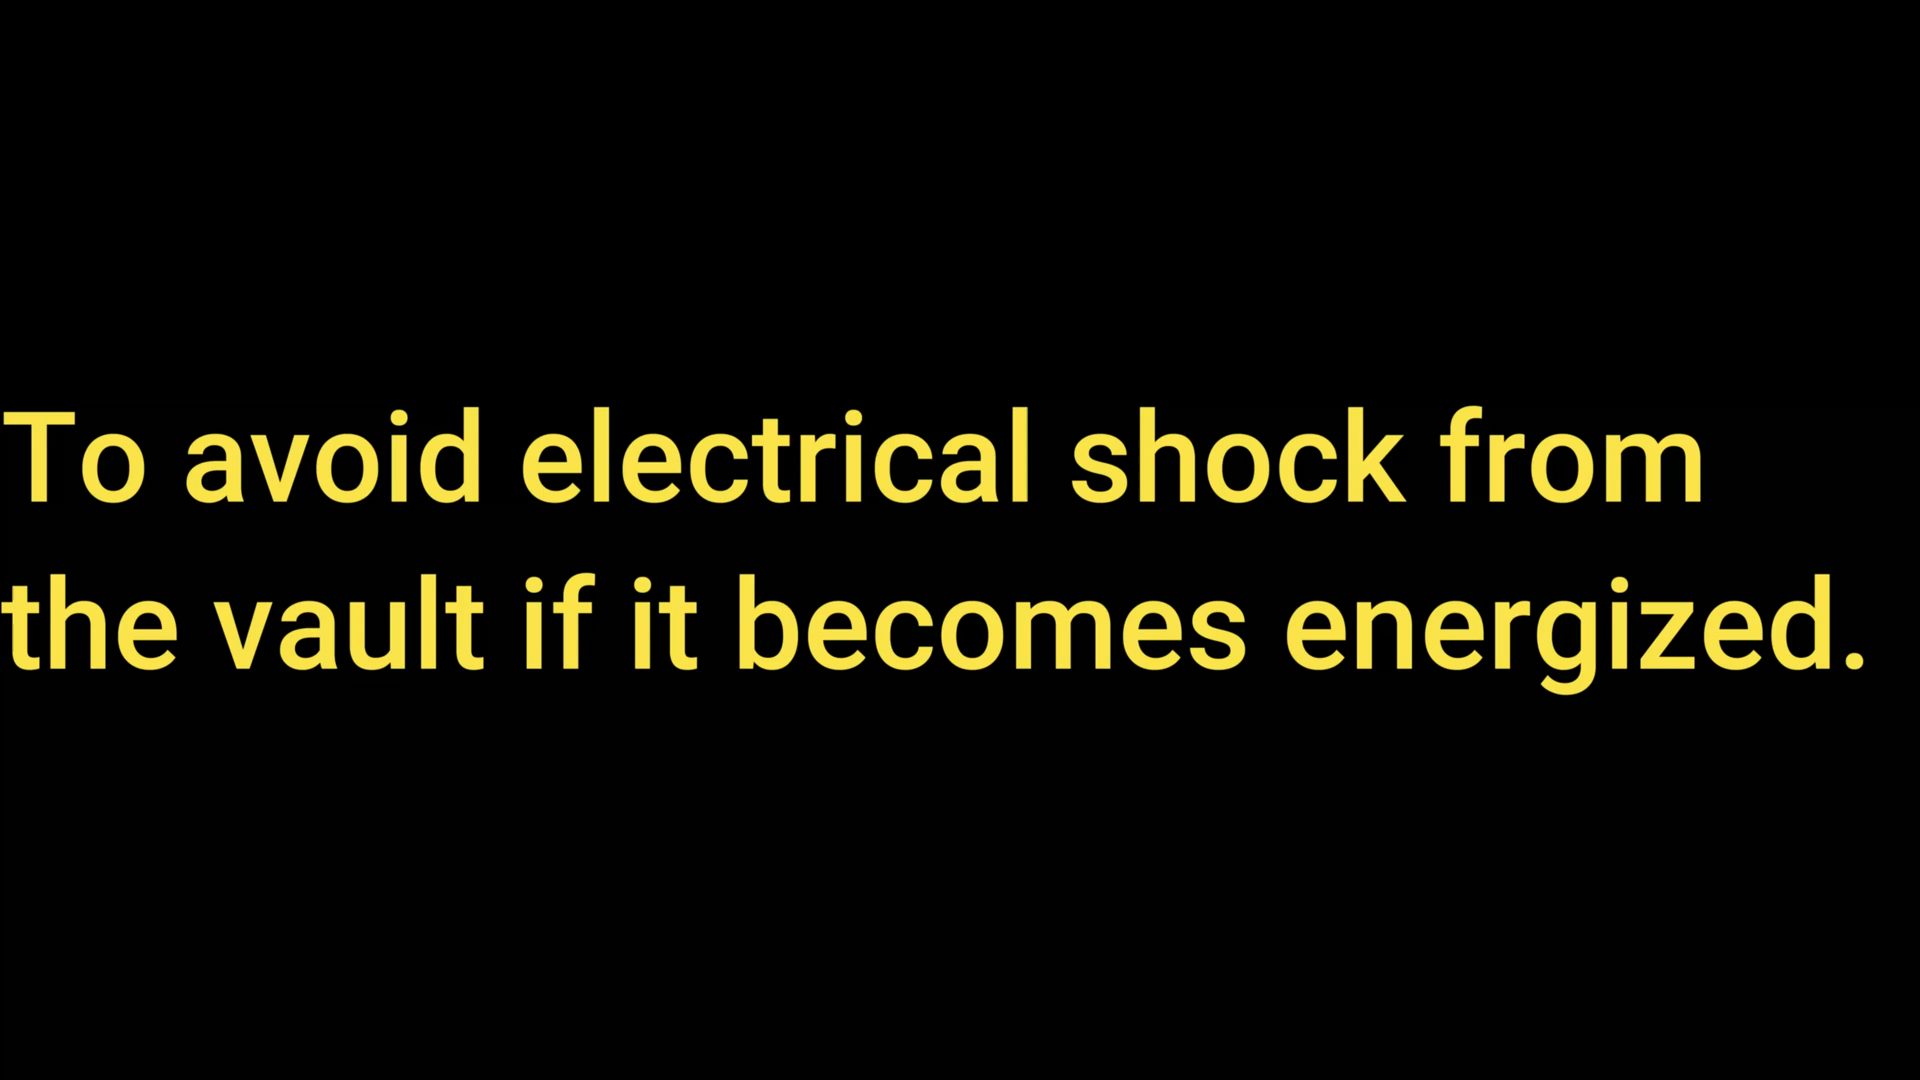 To avoid electrical shock from
the vault if it becomes energized.